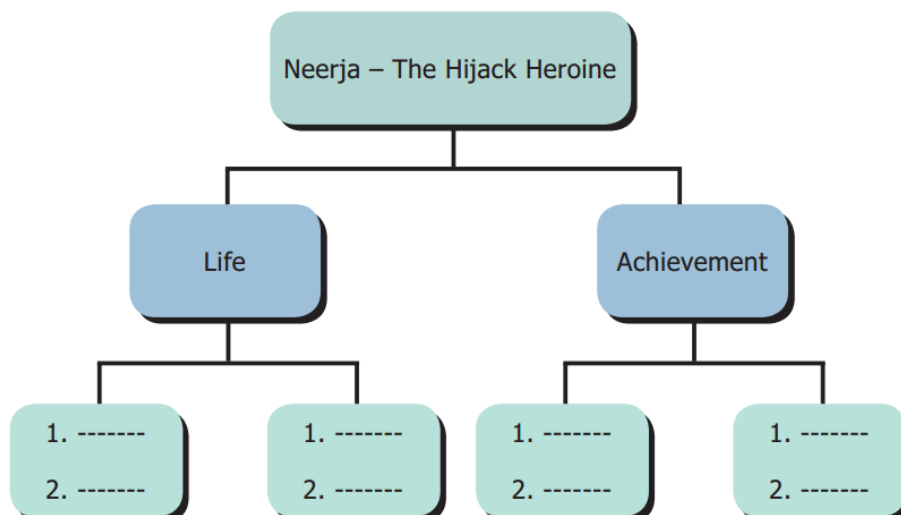 Neerja – The Hijack Heroine
Life
Achievement
1. -------
2. -------
1. -------
2. -------
1. -------
2. -------
1. -------
2. -------